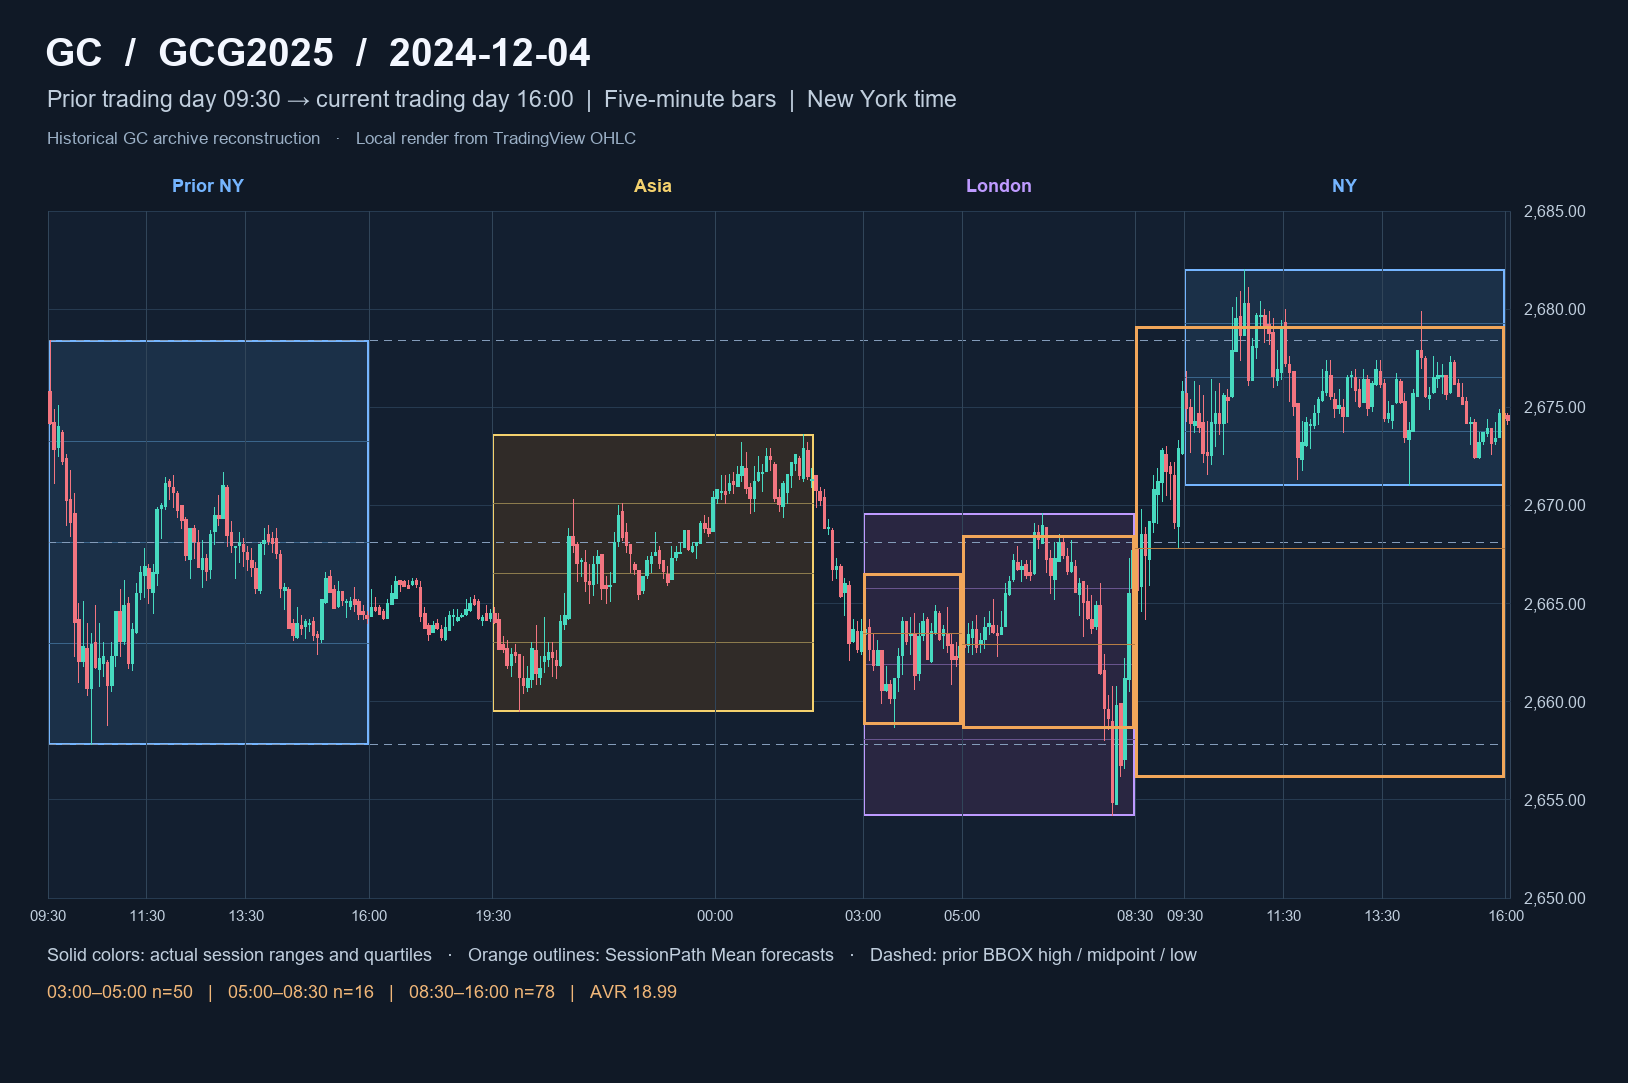 GC / GCG2025 / 2024-12-04
Prior trading day 09:30 → current trading day 16:00 | Five-minute bars | New York time
Historical GC archive reconstruction · Local render from TradingView OHLC
Prior NY Asia London NY
2,685.00
2,680.00
2,675.00
2,670.00
2,665.00
2,660.00
2,655.00
2,650.00
09:30 11:30 13:30 16:00 19:30 00:00 03:00 05:00 08:30 09:30 11:30 13:30 16:00
Solid colors: actual session ranges and quartiles · Orange outlines: SessionPath Mean forecasts · Dashed: prior BBOX high / midpoint / low
03:00–05:00 n=50 | 05:00–08:30 n=16 | 08:30–16:00 n=78 | AVR 18.99